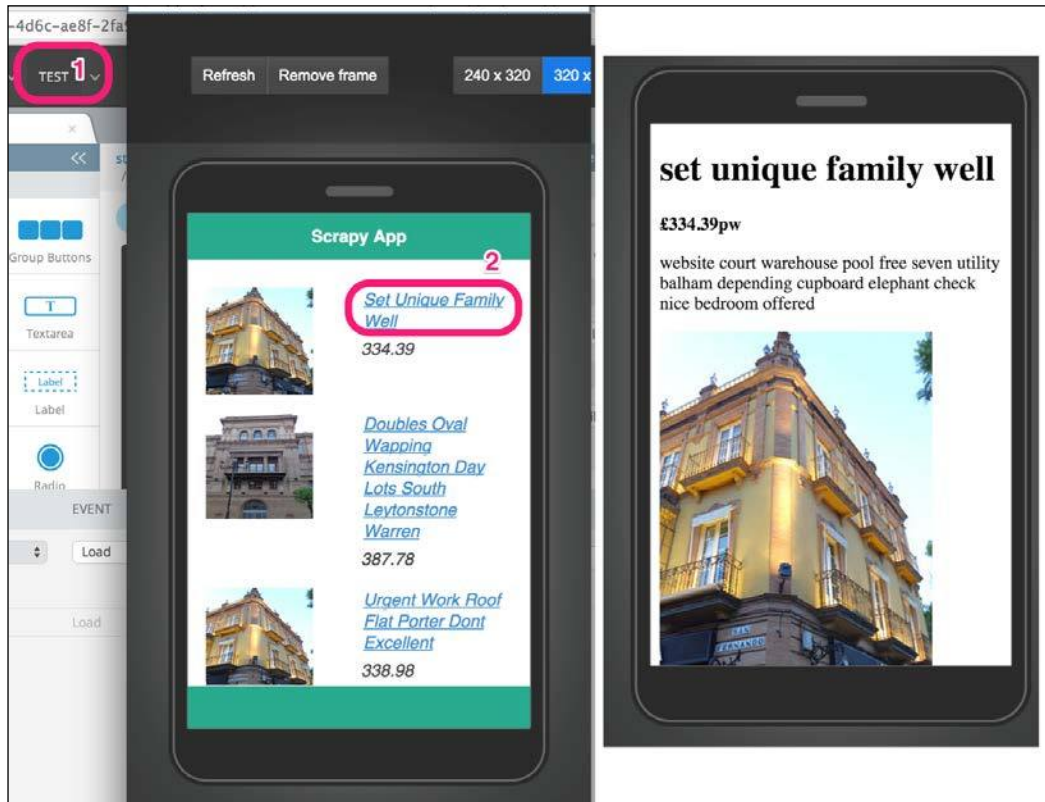 -4d6c-ae8f-2fa
TEST
1
Refresh
Remove frame
240 x 320
320 x
Group Buttons
T
Textarea
Label
Label
Radio
EVENT
Load
Load
Scrapy App
2
Set Unique Family
Well
334.39
Doubles Oval
Wapping
Kensington Day
Lots South
Leytonstone
Warren
387.78
Urgent Work Roof
Flat Porter Dont
Excellent
338.98
set unique family well
£334.39pw
website court warehouse pool free seven utility
balham depending cupboard elephant check
nice bedroom offered
SAN
FERNANDO